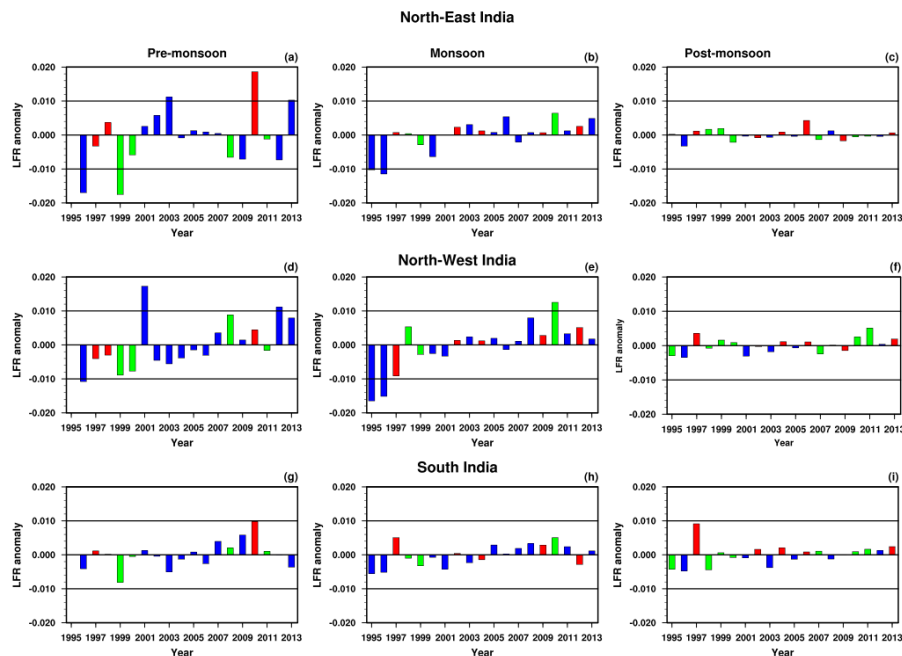 North-East India
Pre-monsoon (a) Monsoon (b) Post-monsoon (c)
LFR anomaly LFR anomaly LFR anomaly
0.020 0.020 0.020
0.010 0.010 0.010
0.000 0.000 0.000
-0.010 -0.010 -0.010
-0.020 -0.020 -0.020
1995 1997 1999 2001 2003 2005 2007 2009 2011 2013 1995 1997 1999 2001 2003 2005 2007 2009 2011 2013 1995 1997 1999 2001 2003 2005 2007 2009 2011 2013
Year Year Year
North-West India
(d) (e) (f)
LFR anomaly LFR anomaly LFR anomaly
0.020 0.020 0.020
0.010 0.010 0.010
0.000 0.000 0.000
-0.010 -0.010 -0.010
-0.020 -0.020 -0.020
1995 1997 1999 2001 2003 2005 2007 2009 2011 2013 1995 1997 1999 2001 2003 2005 2007 2009 2011 2013 1995 1997 1999 2001 2003 2005 2007 2009 2011 2013
Year Year Year
South India
(g) (h) (i)
LFR anomaly LFR anomaly LFR anomaly
0.020 0.020 0.020
0.010 0.010 0.010
0.000 0.000 0.000
-0.010 -0.010 -0.010
-0.020 -0.020 -0.020
1995 1997 1999 2001 2003 2005 2007 2009 2011 2013 1995 1997 1999 2001 2003 2005 2007 2009 2011 2013 1995 1997 1999 2001 2003 2005 2007 2009 2011 2013
Year Year Year